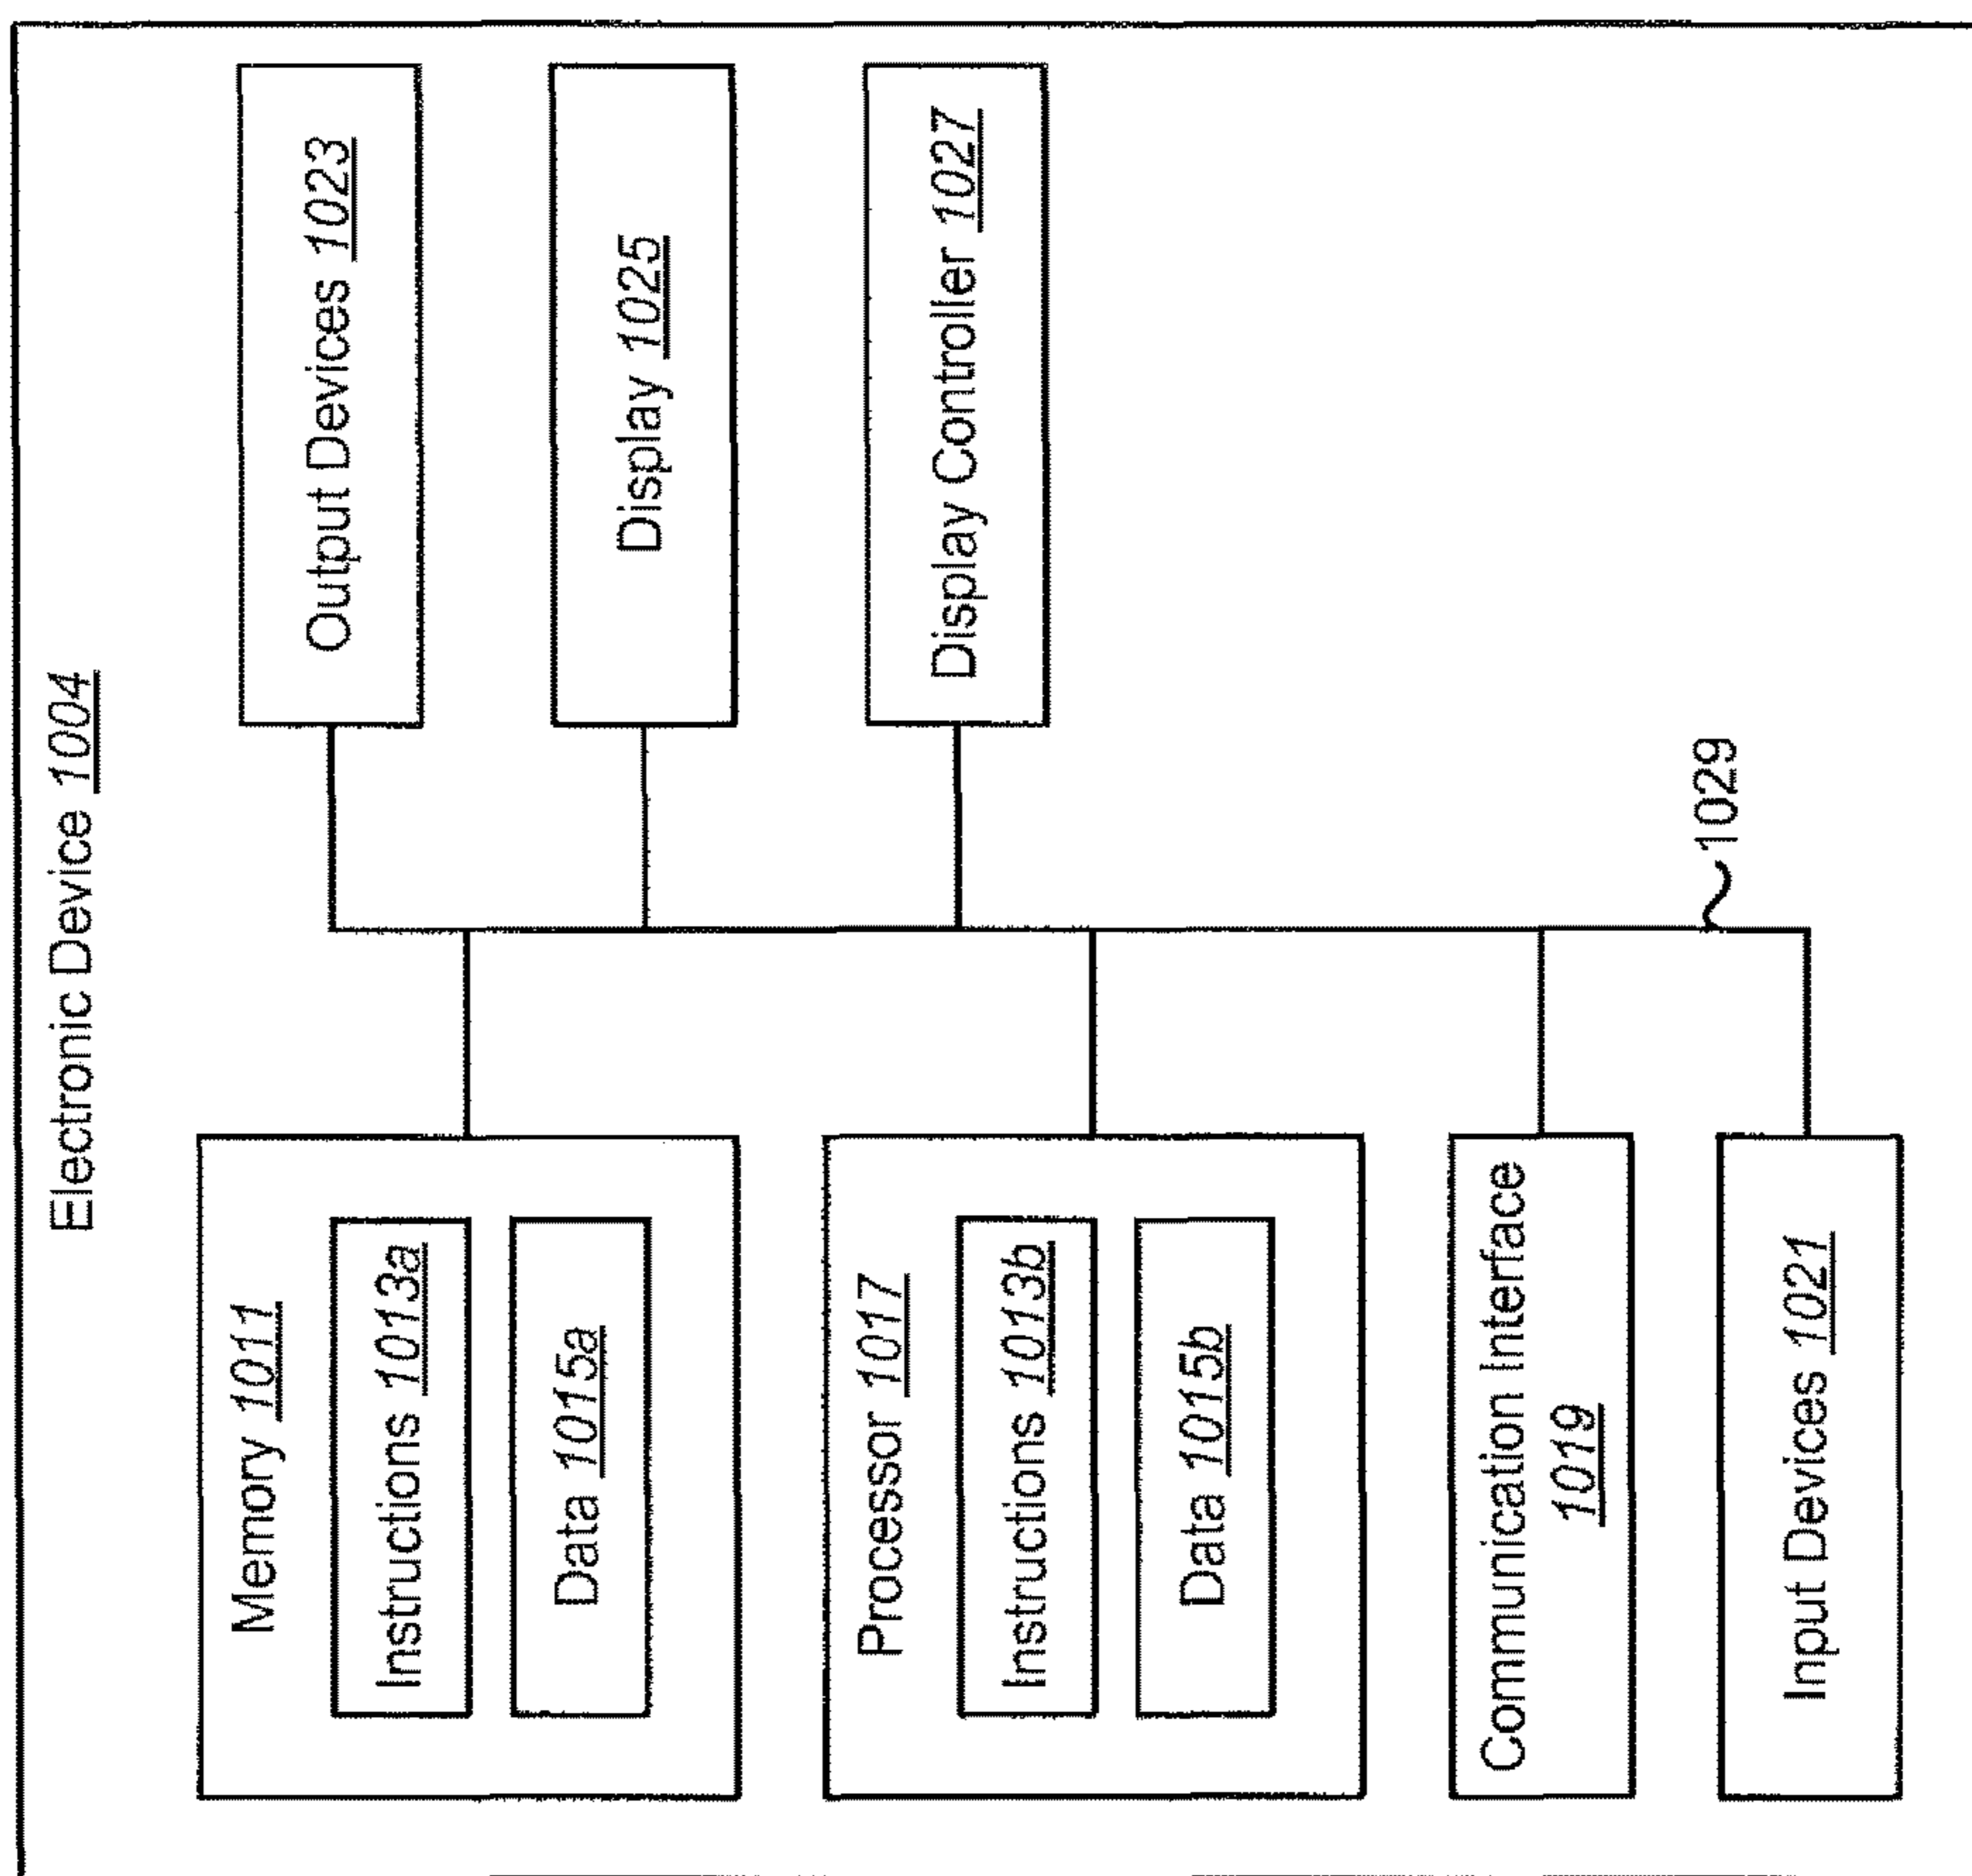 Electronic Device 1004
Memory 1011
Instructions 1013a
Data 1015a
Processor 1017
Instructions 1013b
Data 1015b
Communication Interface
1019
Input Devices 1021
Output Devices 1023
Display 1025
Display Controller 1027
1029